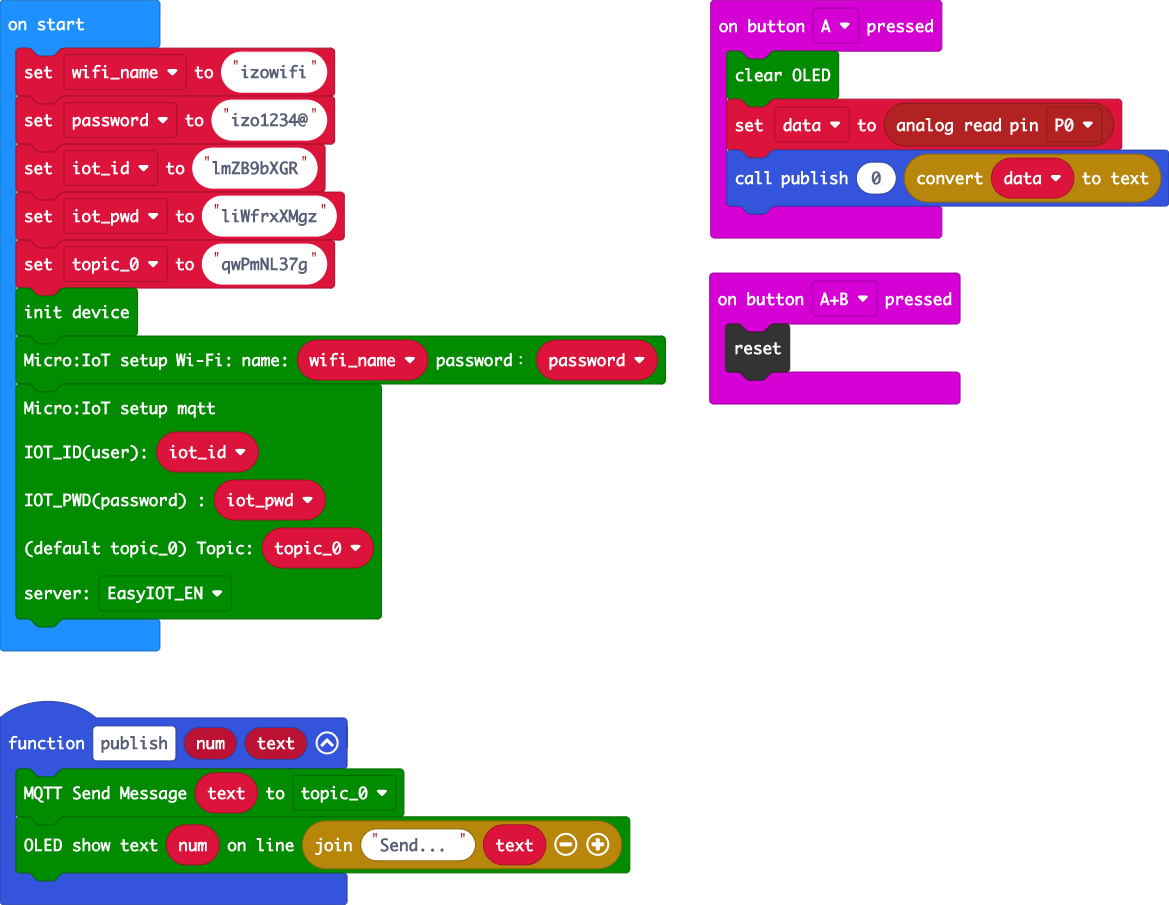 on start
set wifi_name to "izowifi"
set password to "izo1234@"
set iot_id to "lmZB9bXGR"
set iot_pwd to "liWfrxXMgz"
set topic_0 to "qwPmNL37g"
init device
Micro:IoT setup Wi-Fi: name: wifi_name password: password
Micro:IoT setup mqtt
IOT_ID(user): iot_id
IOT_PWD(password) : iot_pwd
(default topic_0) Topic: topic_0
server: EasyIOT_EN
on button A pressed
clear OLED
set data to analog read pin P0
call publish 0 convert data to text
on button A+B pressed
reset
function publish num text
MQTT Send Message text to topic_0
OLED show text num on line join "Send... " text